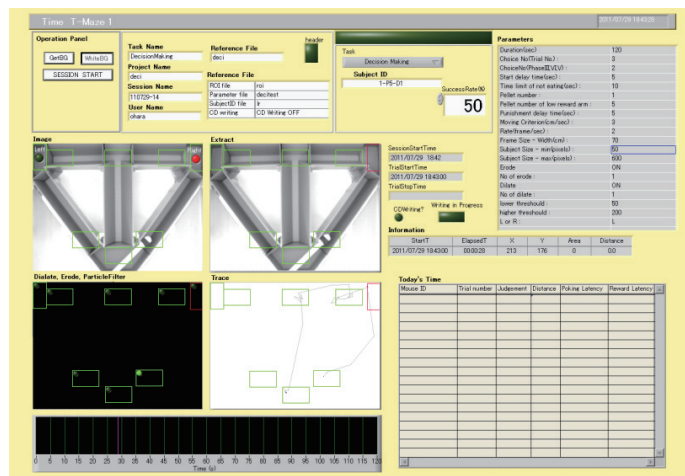 Time T-Maze 1
2011/07/29 18:43:28
Operation Panel
GetBG
WhiteBG
SESSION START
Task Name
DecisionMaking
Project Name
deci
Session Name
110729-14
User Name
ohara
Reference File
deci
header
Reference File
ROI file roi
Parameter file decitest
SubjectID file lr
CD writing CD Writing OFF
Task
Decision Making
Subject ID
1-P5-D1
SuccessRate(%)
50
Parameters
Duration(sec) 120
Choice No(Trial No.) : 3
ChoiceNo(PhaseII,VI,V) : 2
Start delay time(sec) : 5
Time limit of not eating(sec) : 10
Pellet number : 1
Pellet number of low reward arm : 5
Punishment delay time(sec) : 5
Moving Criterion(cm/sec) : 3
Rate(frame/sec) : 2
Frame Size - Width(cm) : 70
Subject Size - min(pixels) : 50
Subject Size - max(pixels) : 600
Erode ON
No of erode : 1
Dilate ON
No of dilate : 1
lower threshould : 50
higher threshould : 200
L or R : L
Image
Left
Right
Extract
SessionStartTime
2011/07/29 18:42
TrialStartTime
2011/07/29 18:43:00
TrialStopTime
CDWriting?
Writing in Progress
Information
StartT ElapsedT X Y Area Distance
2011/07/29 18:43:00 00:00:28 213 176 0 0.0
Dialate, Erode, ParticleFilter
Trace
Today's Time
Mouse ID Trial number Judgement Distance Poking Latency Reward Latency
0 5 10 15 20 25 30 35 40 45 50 55 60 65 70 75 80 85 90 95 100 105 110 115 120
Time (s)